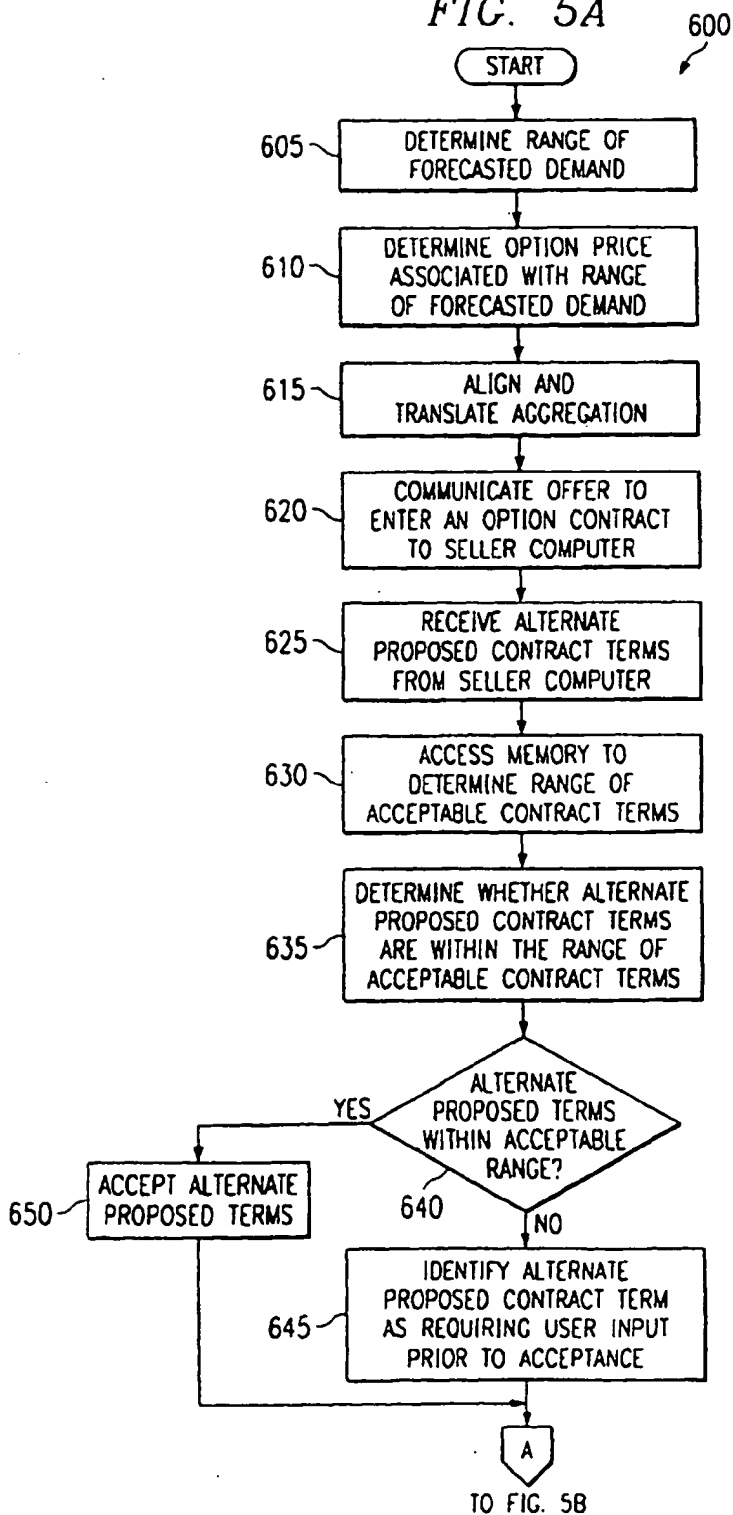 FIG. 5A
600
START
605
DETERMINE RANGE OF
FORECASTED DEMAND
610
DETERMINE OPTION PRICE
ASSOCIATED WITH RANGE
OF FORECASTED DEMAND
615
ALIGN AND
TRANSLATE AGGREGATION
620
COMMUNICATE OFFER TO
ENTER AN OPTION CONTRACT
TO SELLER COMPUTER
625
RECEIVE ALTERNATE
PROPOSED CONTRACT TERMS
FROM SELLER COMPUTER
630
ACCESS MEMORY TO
DETERMINE RANGE OF
ACCEPTABLE CONTRACT TERMS
635
DETERMINE WHETHER ALTERNATE
PROPOSED CONTRACT TERMS
ARE WITHIN THE RANGE OF
ACCEPTABLE CONTRACT TERMS
ALTERNATE
PROPOSED TERMS
WITHIN ACCEPTABLE
RANGE?
640
YES
NO
650
ACCEPT ALTERNATE
PROPOSED TERMS
645
IDENTIFY ALTERNATE
PROPOSED CONTRACT TERM
AS REQUIRING USER INPUT
PRIOR TO ACCEPTANCE
A
TO FIG. 5B